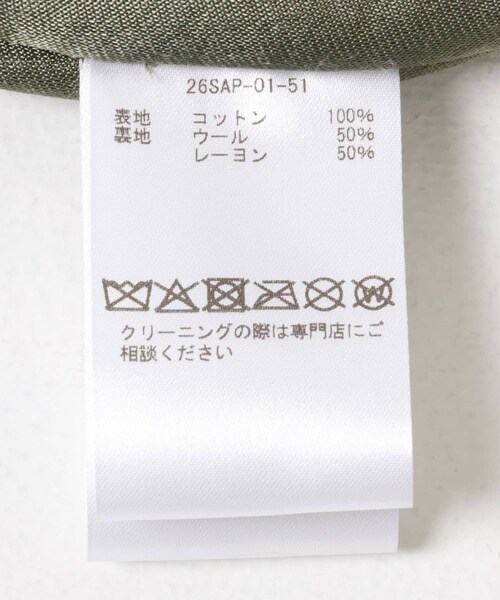 26SAP-01-51
表地 コットン 100%
裏地 ウール 50%
レーヨン 50%
W
クリーニングの際は専門店にご
相談ください